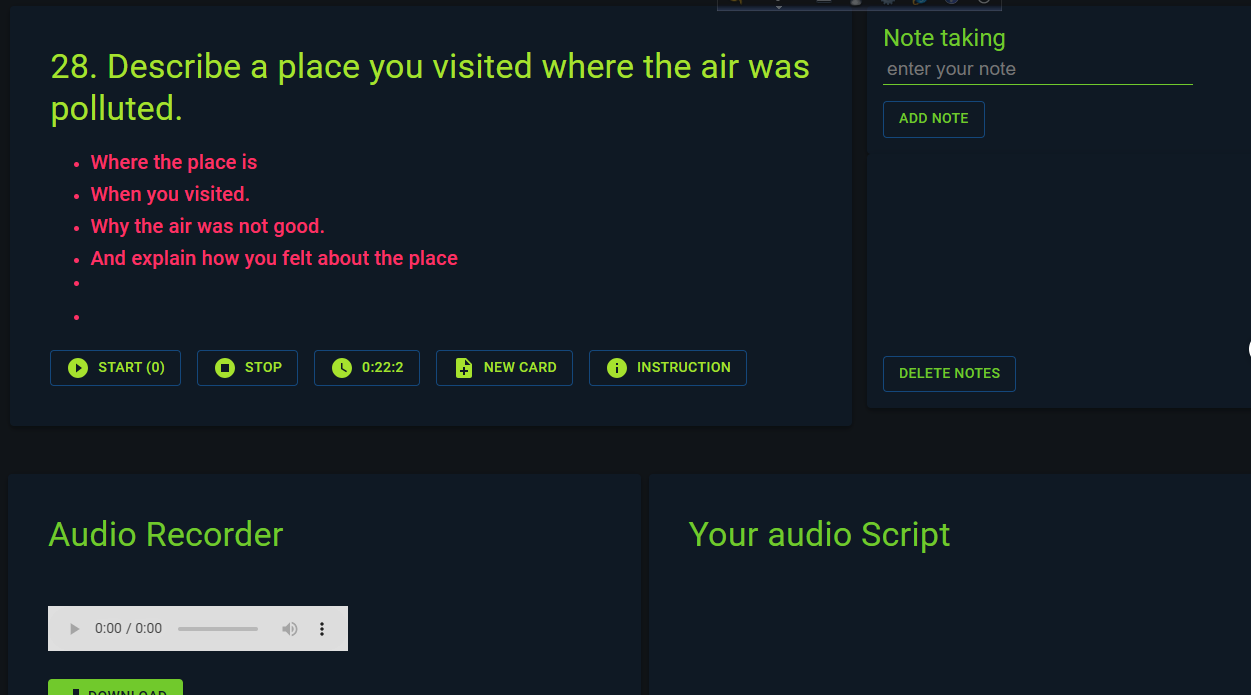 28. Describe a place you visited where the air was
polluted.
Where the place is
When you visited.
Why the air was not good.
And explain how you felt about the place
START (0)
STOP
0:22:2
NEW CARD
INSTRUCTION
Note taking
enter your note
ADD NOTE
DELETE NOTES
Audio Recorder
0:00 / 0:00
DOWNLOAD
Your audio Script